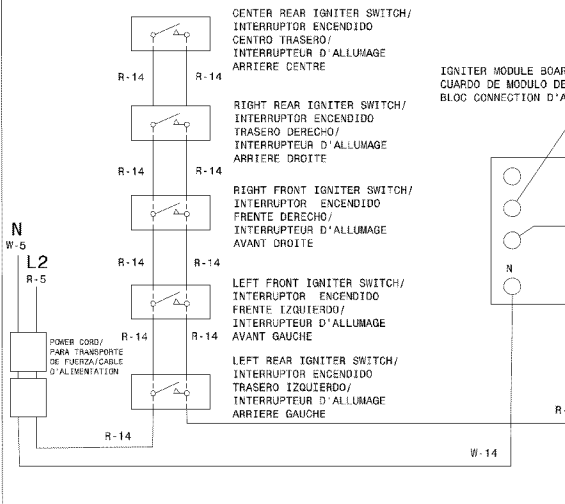 CENTER REAR IGNITER SWITCH/
INTERRUPTOR ENCENDIDO
CENTRO TRASERO/
INTERRUPTEUR D'ALLUMAGE
ARRIERE CENTRE
R-14
R-14
IGNITER MODULE BOAR
CUARDO DE MODULO DE
BLOC CONNECTION D'A
RIGHT REAR IGNITER SWITCH/
INTERRUPTOR ENCENDIDO
TRASERO DERECHO/
INTERRUPTEUR D'ALLUMAGE
ARRIERE DROITE
R-14
R-14
RIGHT FRONT IGNITER SWITCH/
INTERRUPTOR ENCENDIDO
FRENTE DERECHO/
INTERRUPTEUR D'ALLUMAGE
AVANT DROITE
N
W-5
L2
R-5
R-14
R-14
N
LEFT FRONT IGNITER SWITCH/
INTERRUPTOR ENCENDIDO
FRENTE IZQUIERDO/
INTERRUPTEUR D'ALLUMAGE
AVANT GAUCHE
R-14
R-14
POWER CORD/
PARA TRANSPORTE
DE FUERZA/CABLE
D'ALIMENTATION
LEFT REAR IGNITER SWITCH/
INTERRUPTOR ENCENDIDO
TRASERO IZQUIERDO/
INTERRUPTEUR D'ALLUMAGE
ARRIERE GAUCHE
R-14
R-
W-14